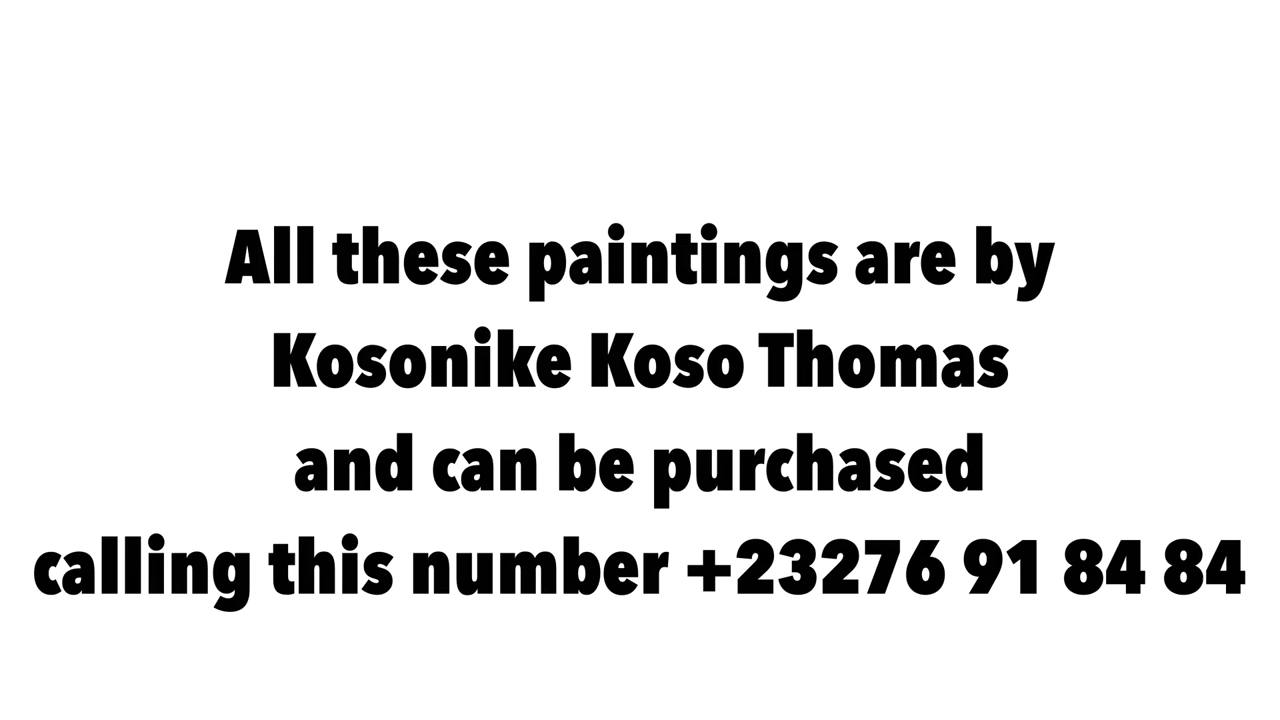 All these paintings are by
Kosonike Koso Thomas
and can be purchased
calling this number +23276 91 84 84